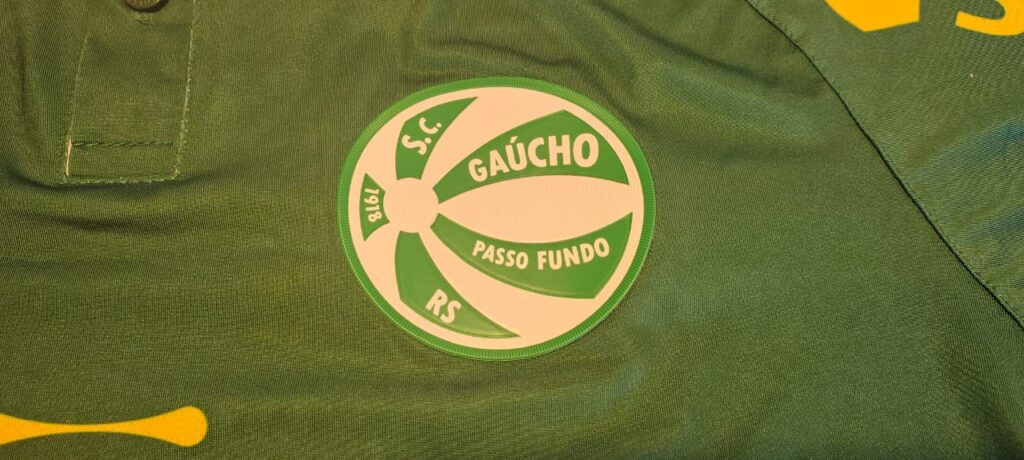 S.C.
GAÚCHO
1918
PASSO FUNDO
RS